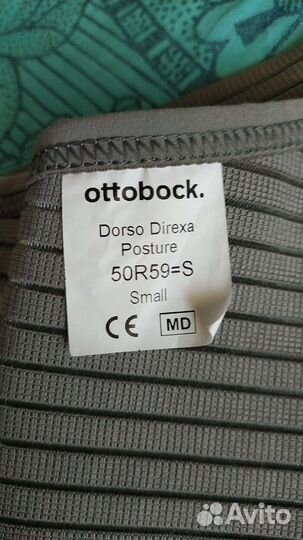 ottobock.
Dorso Direxa
Posture
50R59=S
Small
CE MD
Avito